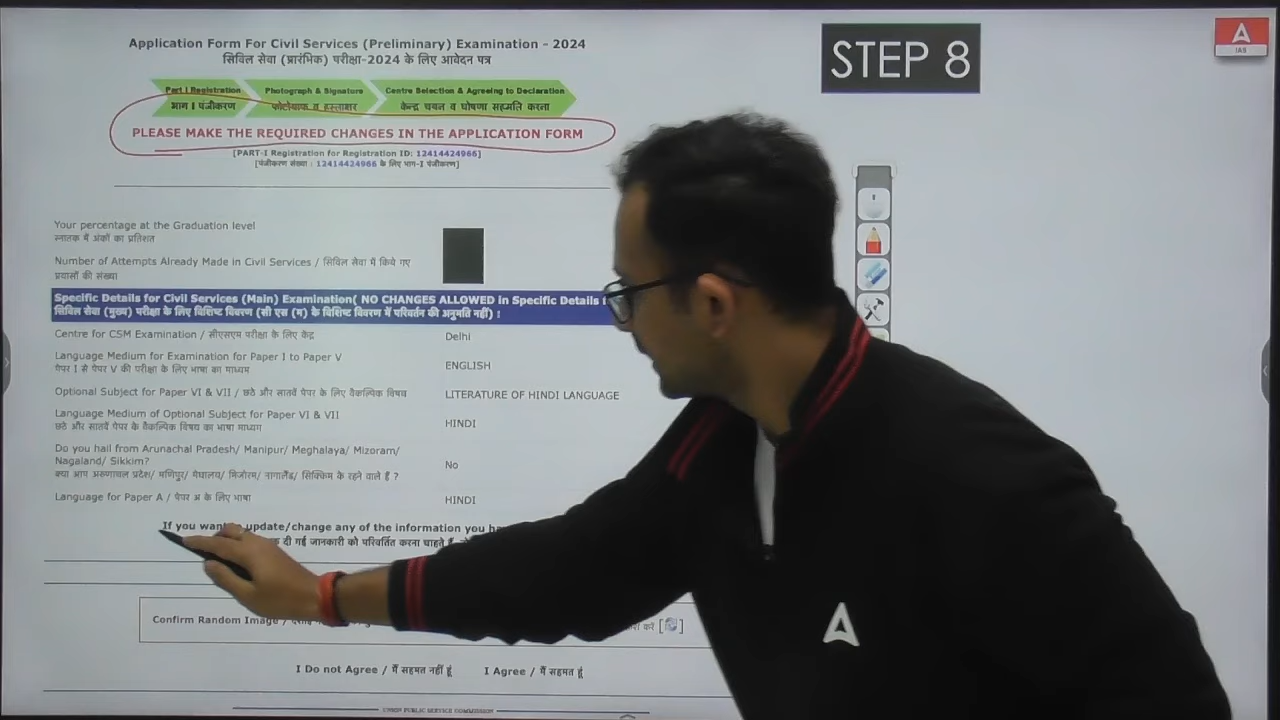 Application Form For Civil Services (Preliminary) Examination - 2024
सिविल सेवा (प्रारंभिक) परीक्षा-2024 के लिए आवेदन पत्र
STEP 8
IAS
Part I Registration
भाग I पंजीकरण
Photograph & Signature
फोटोग्राफ व हस्ताक्षर
Centre Selection & Agreeing to Declaration
केन्द्र चयन व घोषणा सहमति करना
PLEASE MAKE THE REQUIRED CHANGES IN THE APPLICATION FORM
[PART-I Registration for Registration ID: 12414424966]
[पंजीकरण संख्या : 12414424966 के लिए भाग-I पंजीकरण]
Your percentage at the Graduation level
स्नातक में अंकों का प्रतिशत
Number of Attempts Already Made in Civil Services / सिविल सेवा में किये गए
प्रयासों की संख्या
Specific Details for Civil Services (Main) Examination( NO CHANGES ALLOWED in Specific Details
सिविल सेवा (मुख्य) परीक्षा के लिए विशिष्ट विवरण (सी एस (म) के विशिष्ट विवरण में परिवर्तन की अनुमति नहीं) !
Centre for CSM Examination / सीएसएम परीक्षा के लिए केंद्र
Delhi
Language Medium for Examination for Paper I to Paper V
पेपर I से पेपर V की परीक्षा के लिए भाषा का माध्यम
ENGLISH
Optional Subject for Paper VI & VII / छठे और सातवें पेपर के लिए वैकल्पिक विषय
LITERATURE OF HINDI LANGUAGE
Language Medium of Optional Subject for Paper VI & VII
छठे और सातवें पेपर के वैकल्पिक विषय का भाषा माध्यम
HINDI
Do you hail from Arunachal Pradesh/ Manipur/ Meghalaya/ Mizoram/
Nagaland/ Sikkim?
क्या आप अरुणाचल प्रदेश/ मणिपुर/ मेघालय/ मिजोरम/ नागालैंड/ सिक्किम के रहने वाले हैं ?
No
Language for Paper A / पेपर अ के लिए भाषा
HINDI
If you want update/change any of the information you
दी गई जानकारी को परिवर्तित करना चाहते हैं
Confirm Random Image /
करें
I Do not Agree / मैं सहमत नहीं हूं I Agree / मैं सहमत हूं
UNION PUBLIC SERVICE COMMISSION